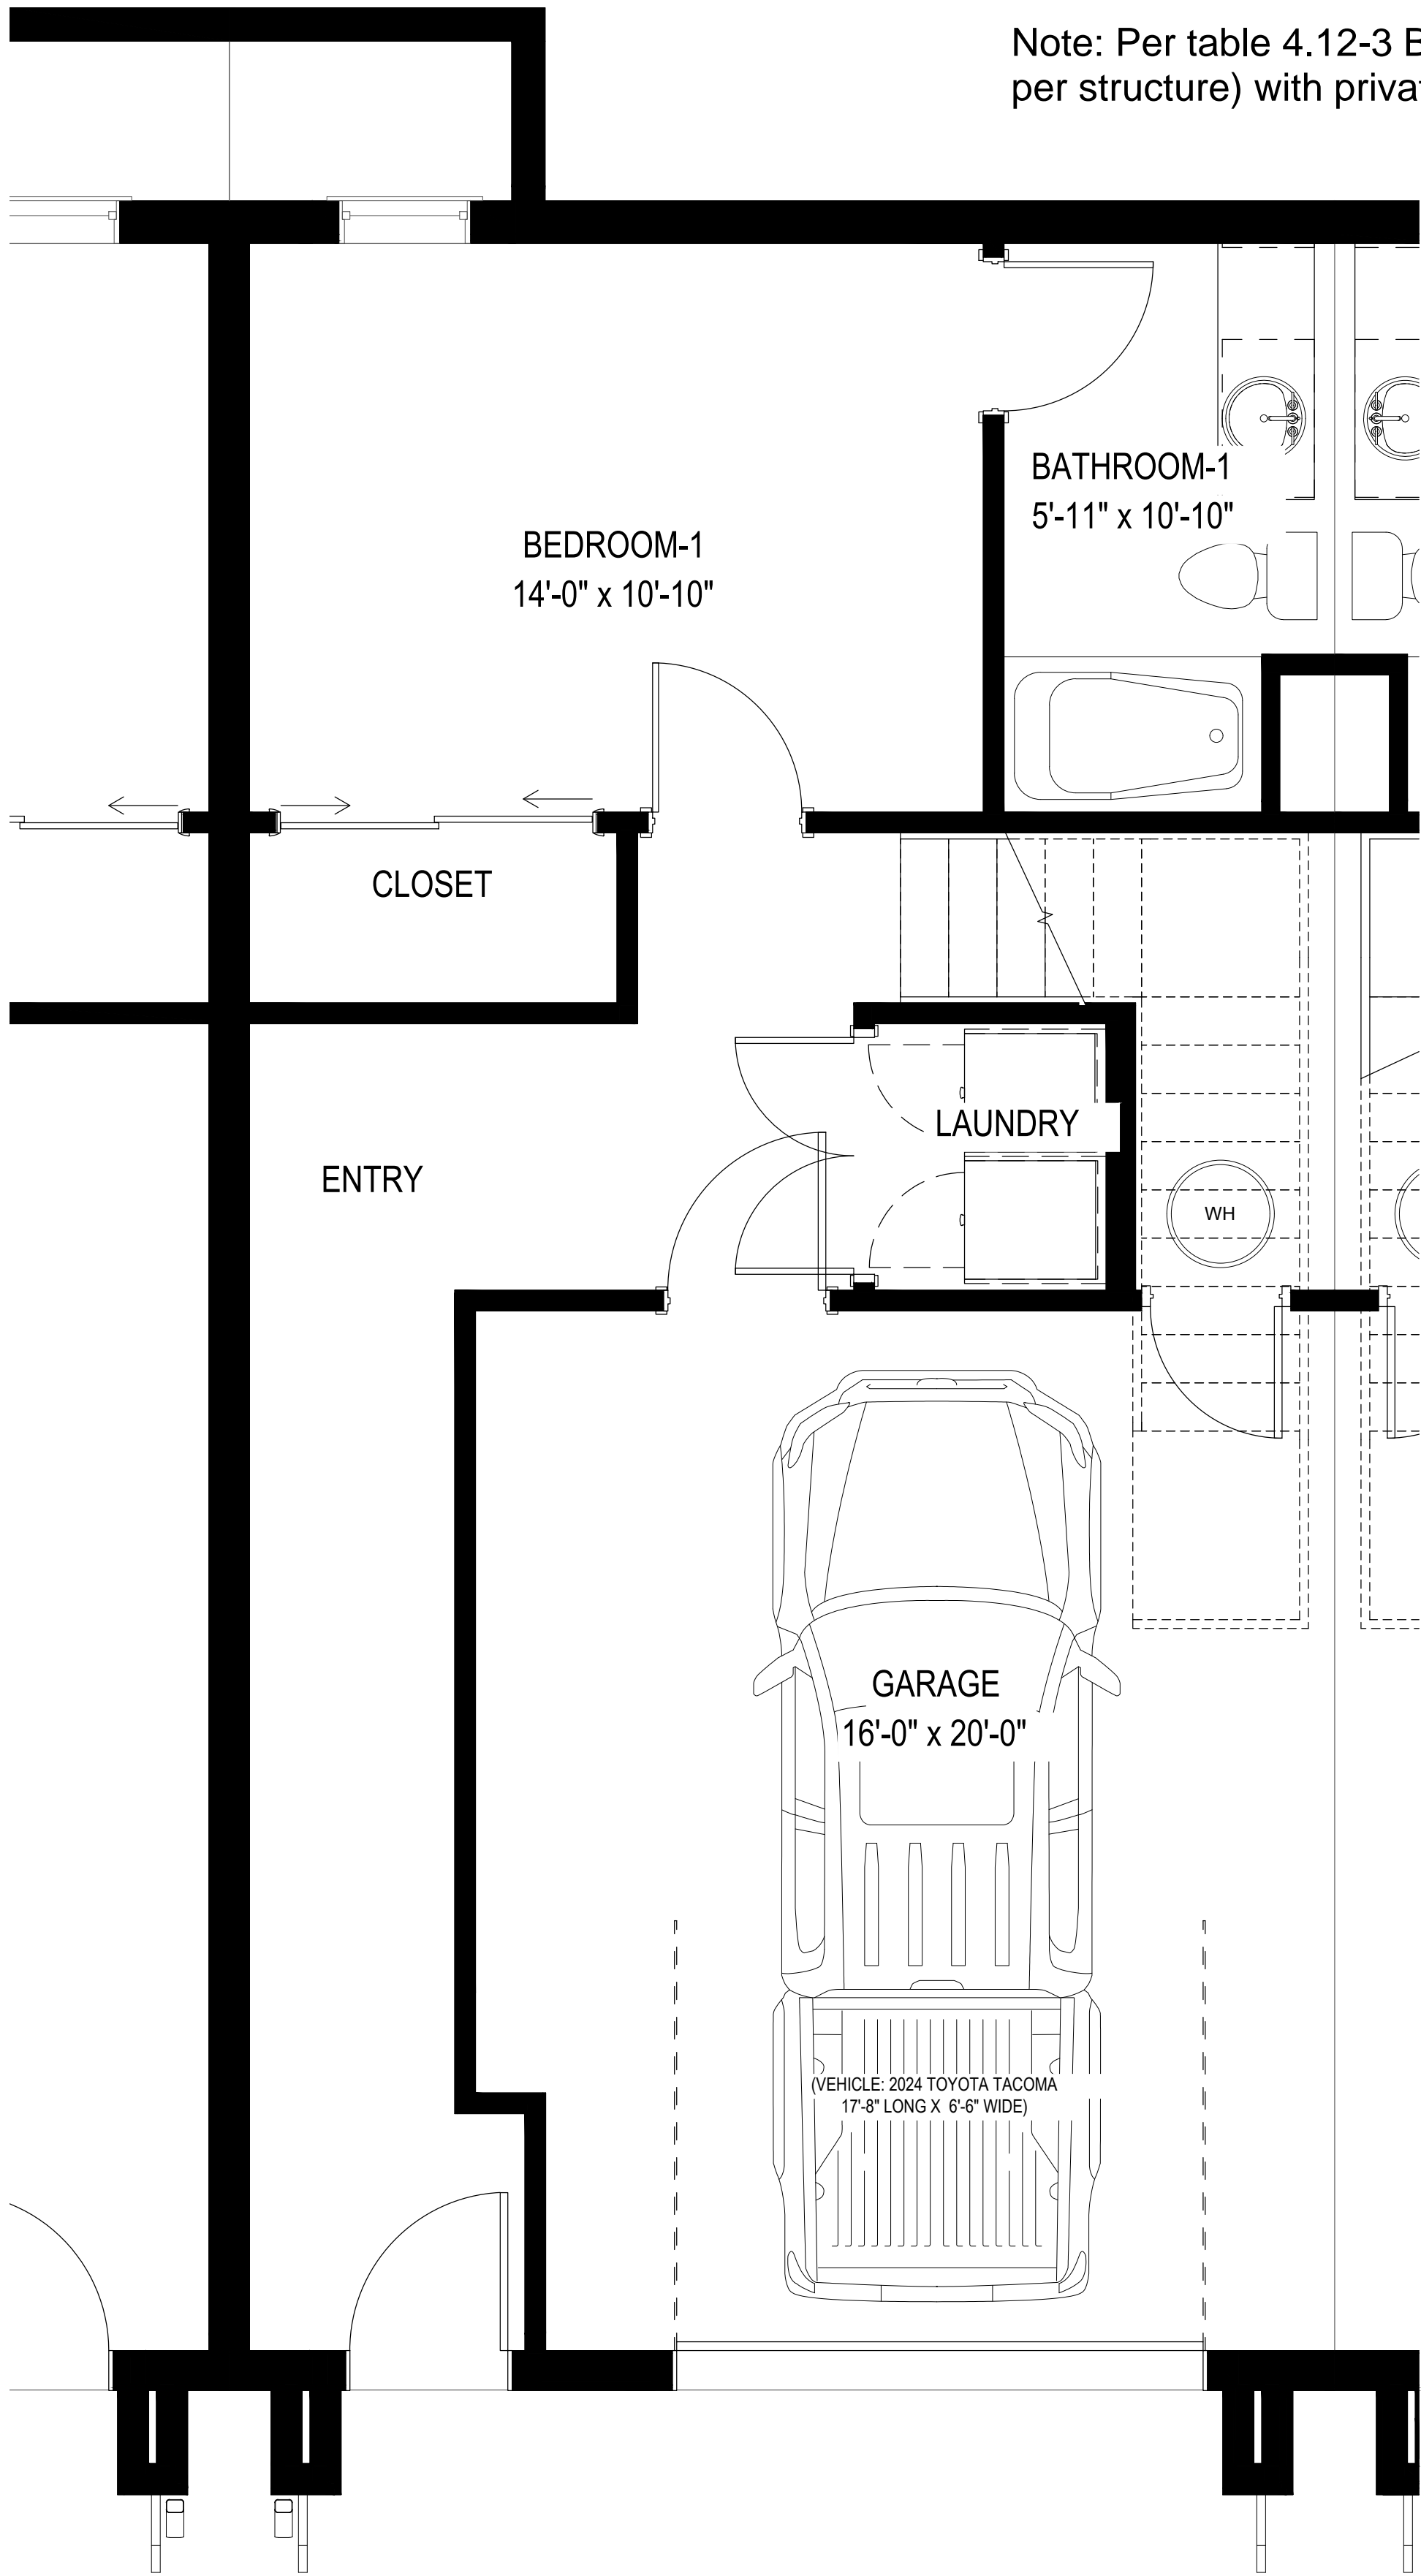 Note: Per table 4.12-3
per structure) with
BATHROOM-1
5'-11" x 10'-10"
BEDROOM-1
14'-0" x 10'-10"
CLOSET
LAUNDRY
ENTRY
WH
GARAGE
16'-0" x 20'-0"
(VEHICLE: 2024 TOYOTA TACOMA
17'-8" LONG X 6'-6" WIDE)